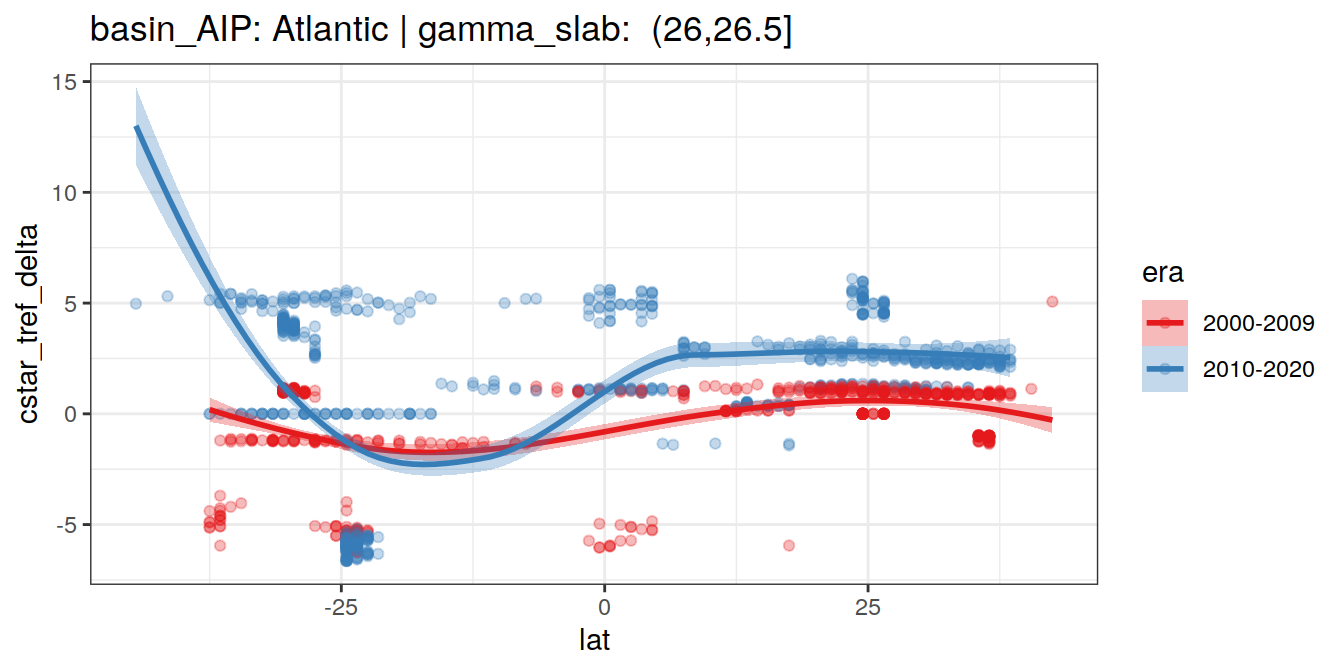 basin_AIP: Atlantic | gamma_slab:  (26,26.5]
15
10
5
0
-5
cstar_tref_delta
-25
0
25
lat
era
2000-2009
2010-2020